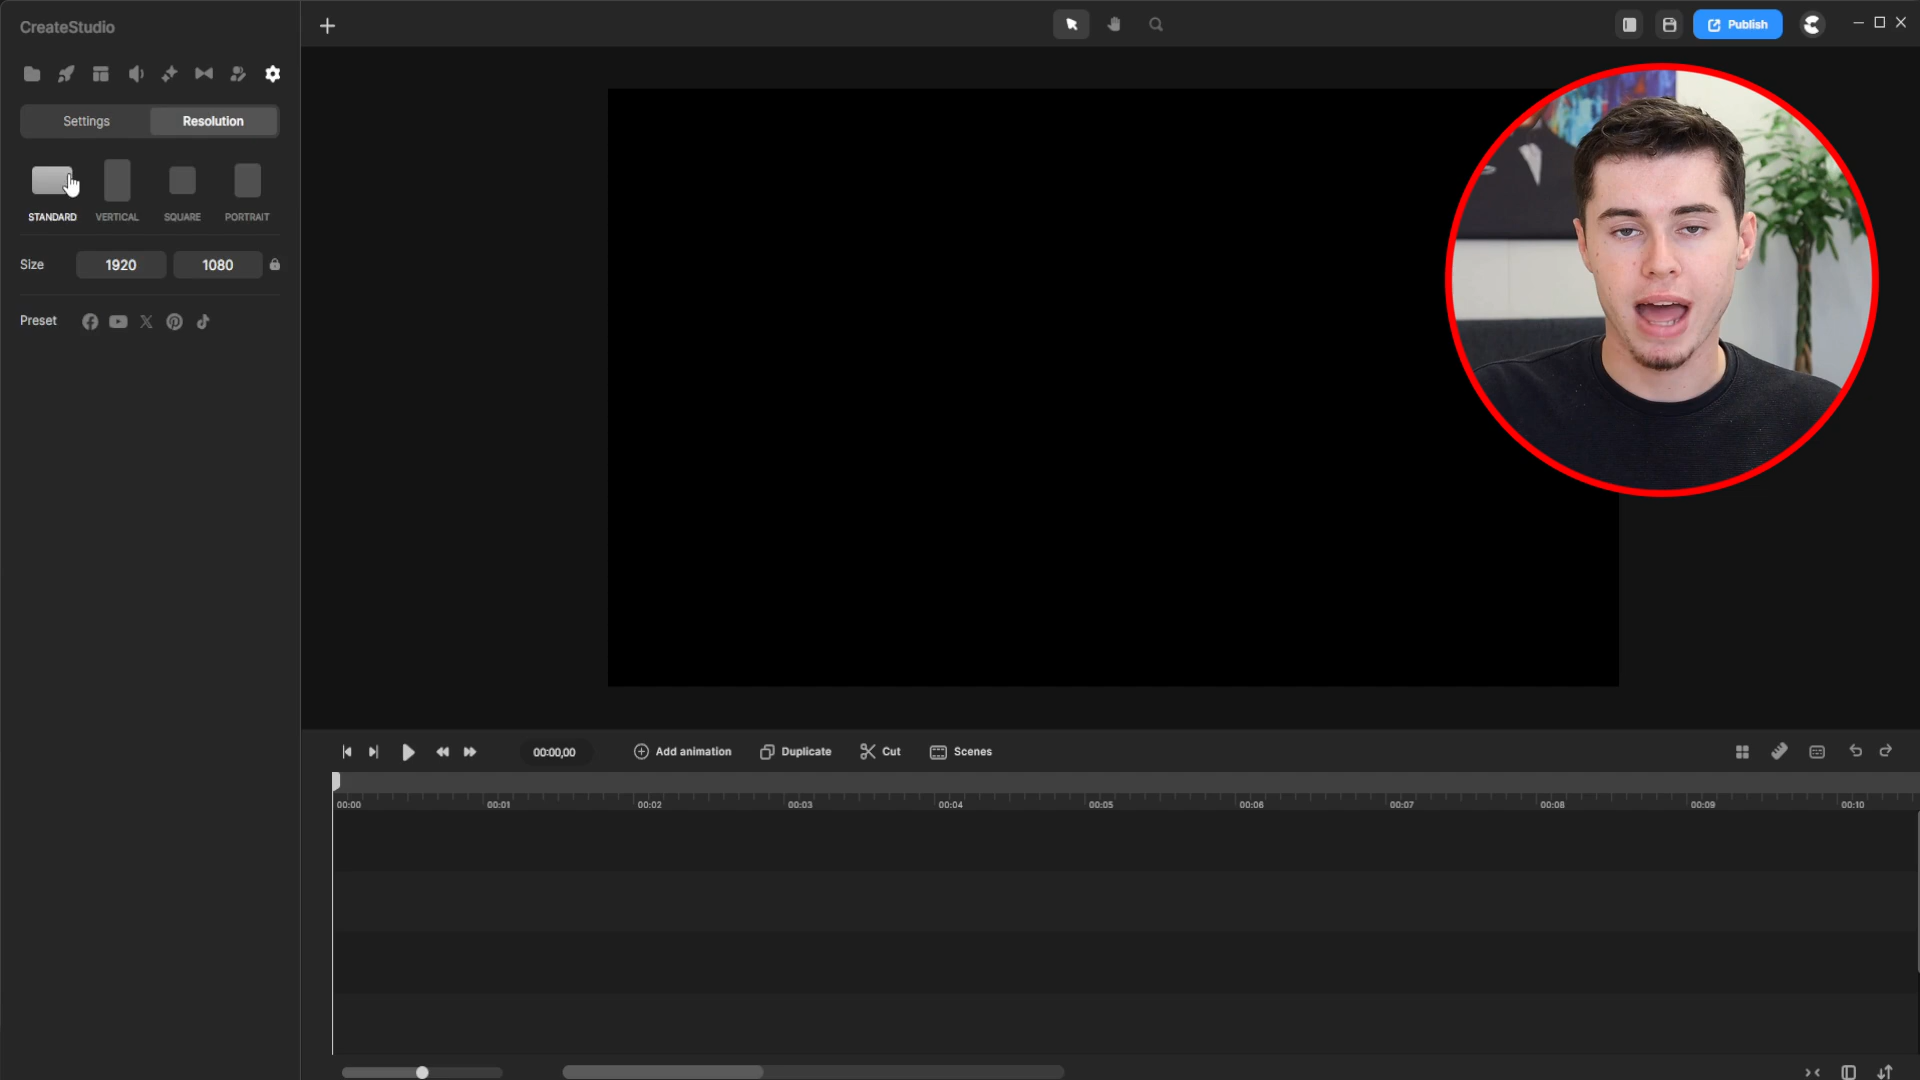 CreateStudio
Publish
Settings Resolution
STANDARD VERTICAL SQUARE PORTRAIT
Size 1920 1080
Preset
00:00,00 Add animation Duplicate Cut Scenes
00:00 00:01 00:02 00:03 00:04 00:05 00:06 00:07 00:08 00:09 00:10